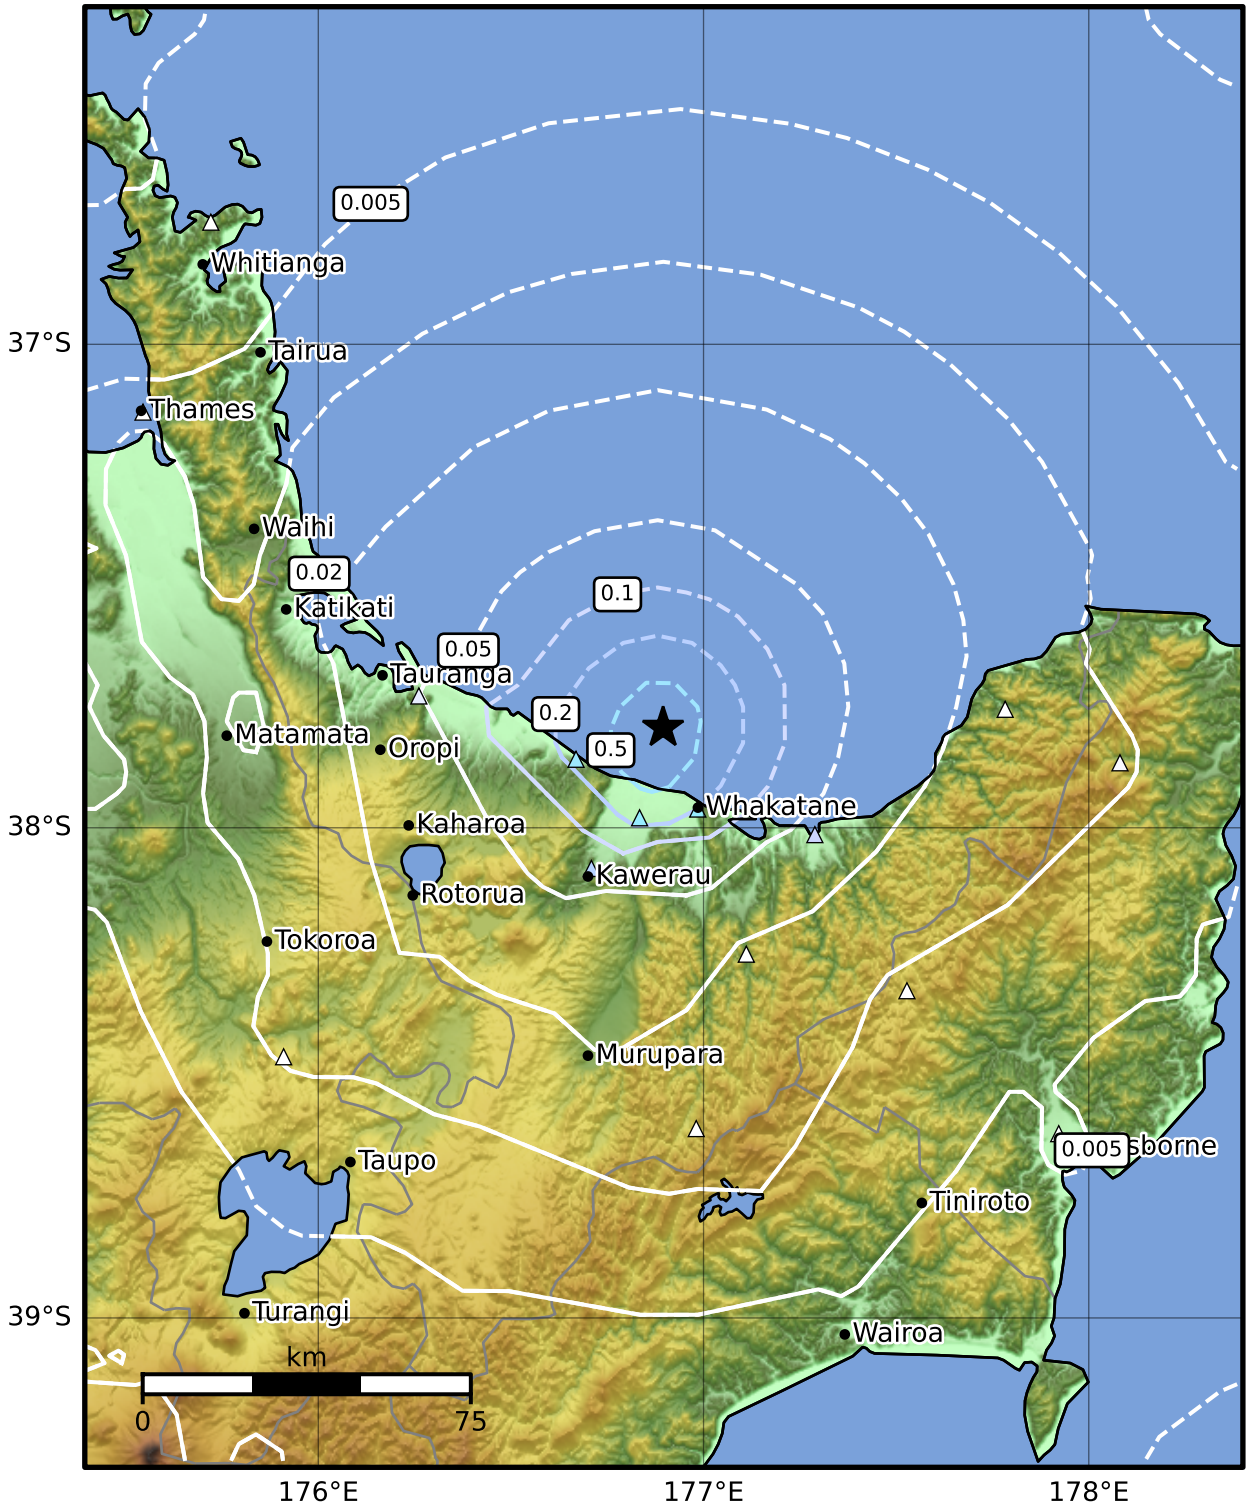 0.005
Whitianga
37°S
Tairua
Thames
Waihi
0.02
0.1
Katikati
0.05
Tauranga
0.2
Matamata
Oropi
0.5
Whakatane
38°S
Kaharoa
Kawerau
Rotorua
Tokoroa
Murupara
0.005
sborne
Taupo
Tiniroto
39°S
Turangi
Wairoa
km
0
75
176°E
177°E
178°E